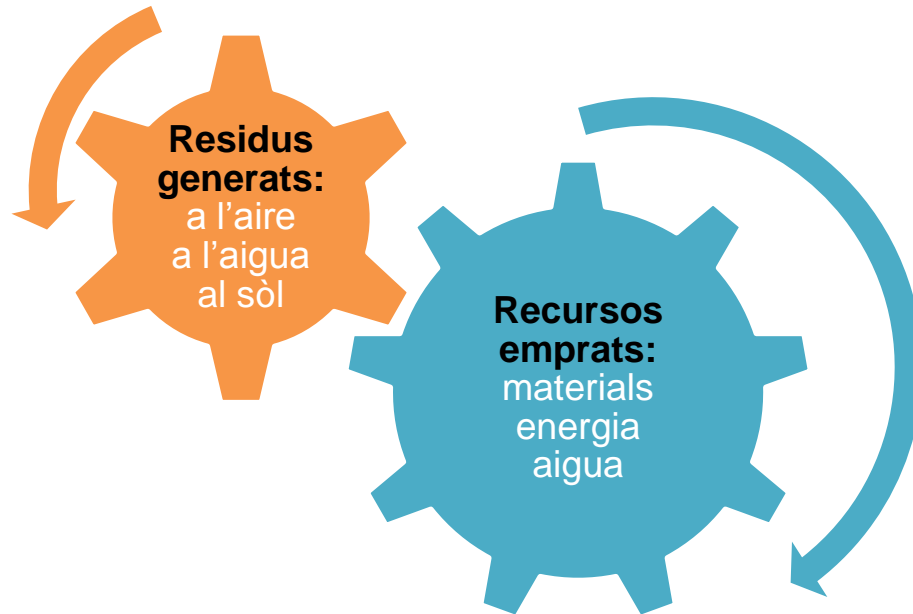 Residus
generats:
a l’aire
a l’aigua
al sòl
Recursos
emprats:
materials
energia
aigua